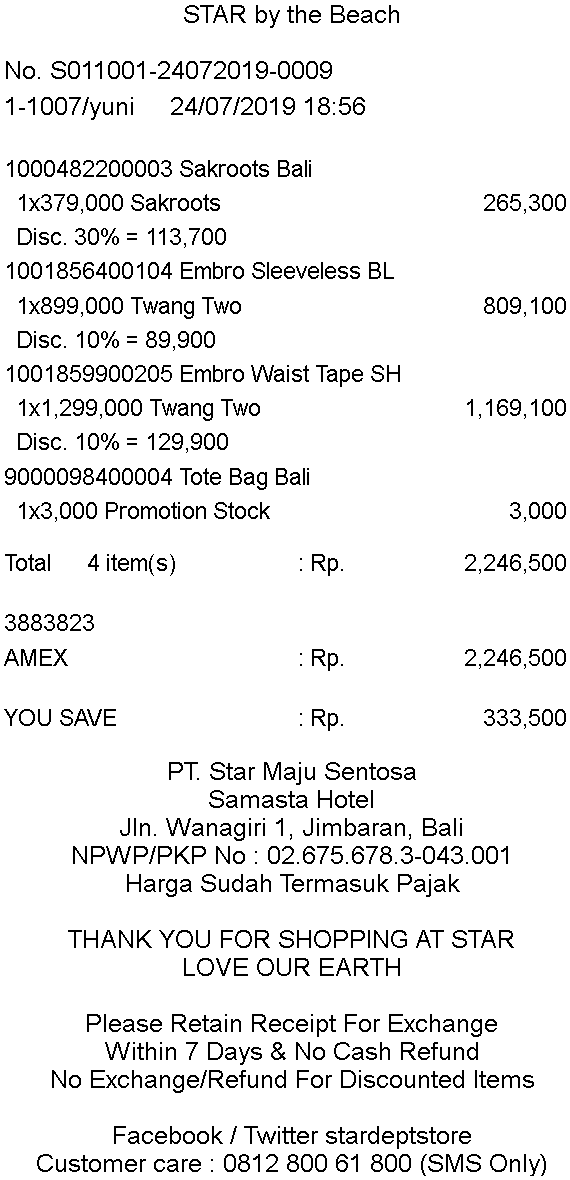 STAR by the Beach
No. S011001-24072019-0009
1-1007/yuni 24/07/2019 18:56
1000482200003 Sakroots Bali
1x379,000 Sakroots 265,300
Disc. 30% = 113,700
1001856400104 Embro Sleeveless BL
1x899,000 Twang Two 809,100
Disc. 10% = 89,900
1001859900205 Embro Waist Tape SH
1x1,299,000 Twang Two 1,169,100
Disc. 10% = 129,900
9000098400004 Tote Bag Bali
1x3,000 Promotion Stock 3,000
Total 4 item(s) : Rp. 2,246,500
3883823
AMEX : Rp. 2,246,500
YOU SAVE : Rp. 333,500
PT. Star Maju Sentosa
Samasta Hotel
Jln. Wanagiri 1, Jimbaran, Bali
NPWP/PKP No : 02.675.678.3-043.001
Harga Sudah Termasuk Pajak
THANK YOU FOR SHOPPING AT STAR
LOVE OUR EARTH
Please Retain Receipt For Exchange
Within 7 Days & No Cash Refund
No Exchange/Refund For Discounted Items
Facebook / Twitter stardeptstore
Customer care : 0812 800 61 800 (SMS Only)